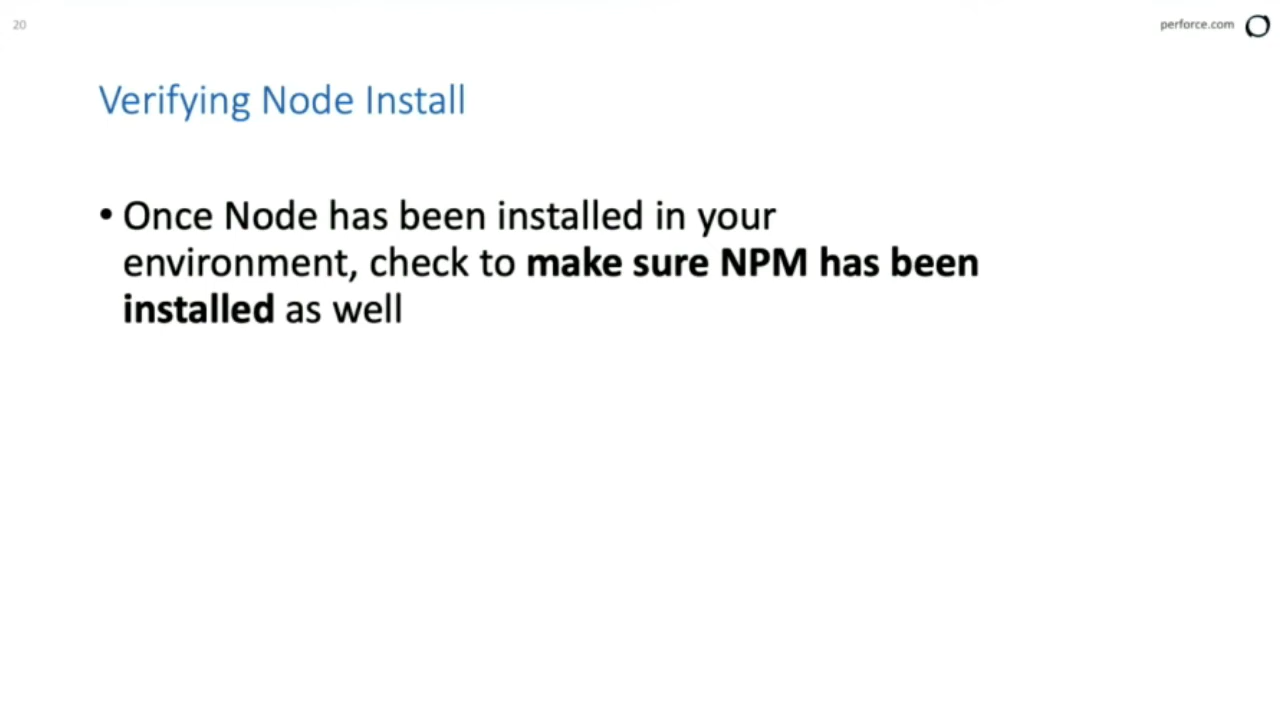 20
perforce.com
Verifying Node Install
• Once Node has been installed in your
environment, check to make sure NPM has been
installed as well